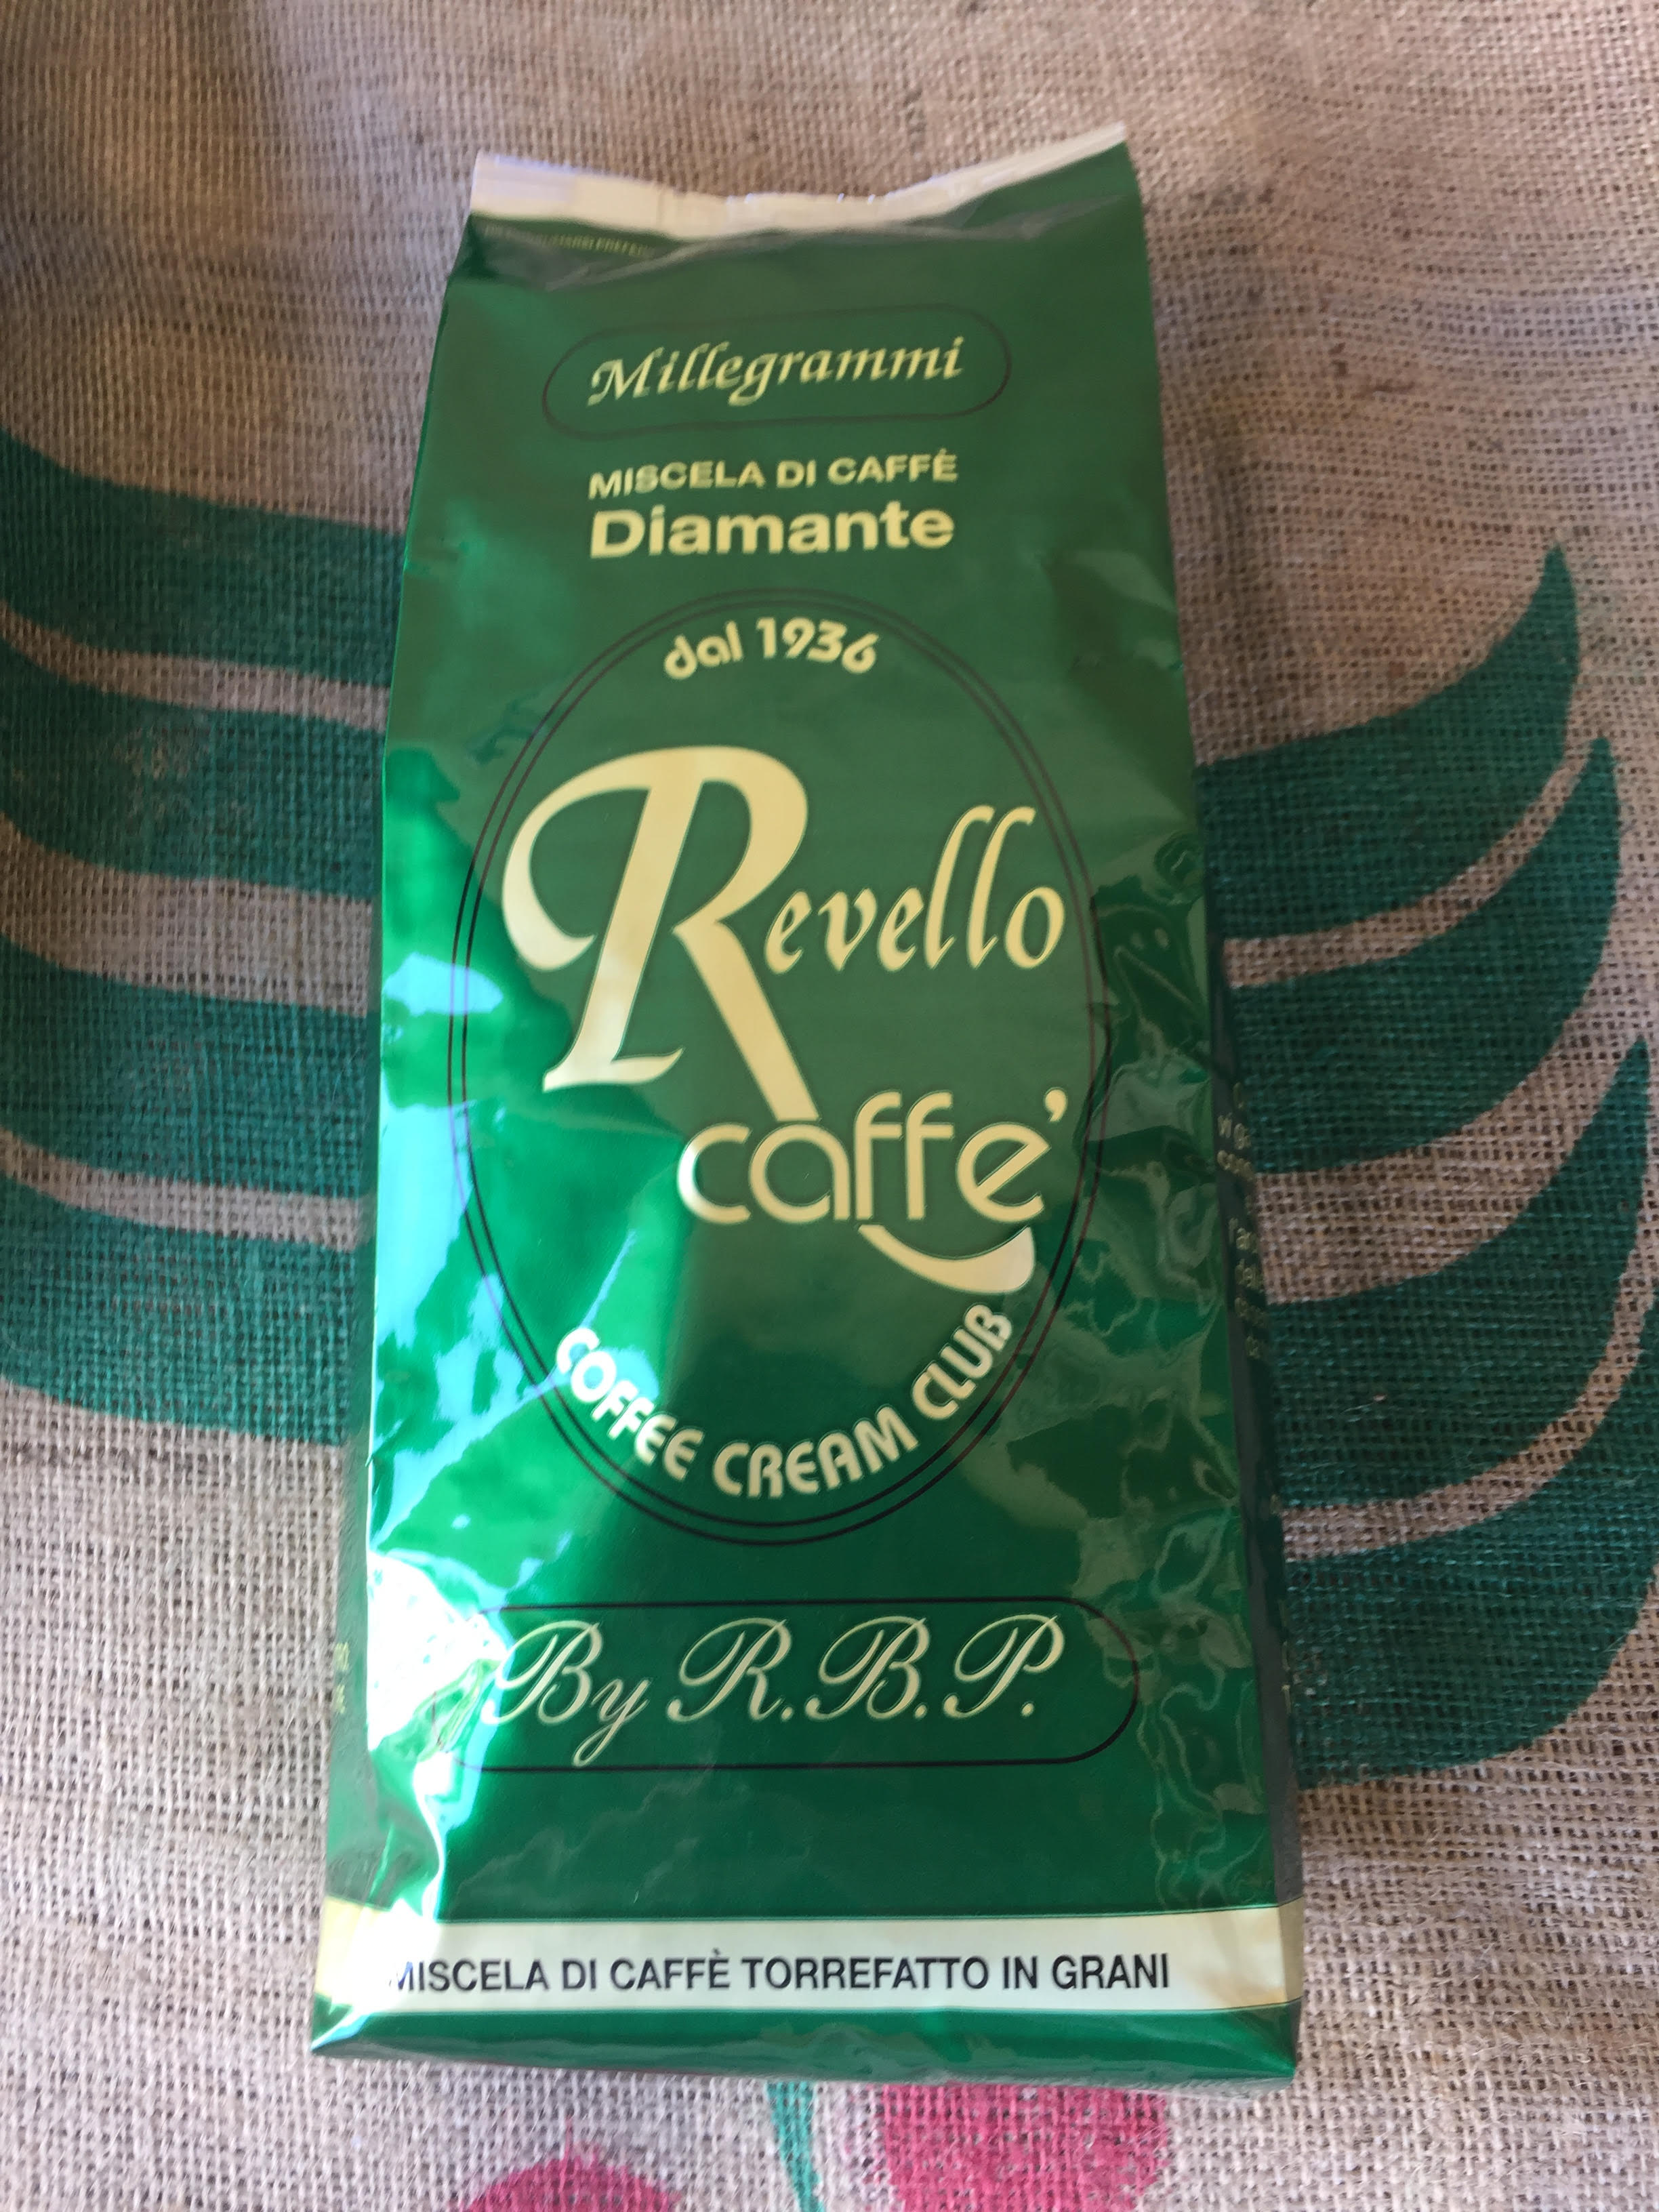 Millegrammi
MISCELA DI CAFFÈ
Diamante
dal 1936
Revello
caffe'
COFFEE CREAM CLUB
By R.B.P.
MISCELA DI CAFFÈ TORREFATTO IN GRANI